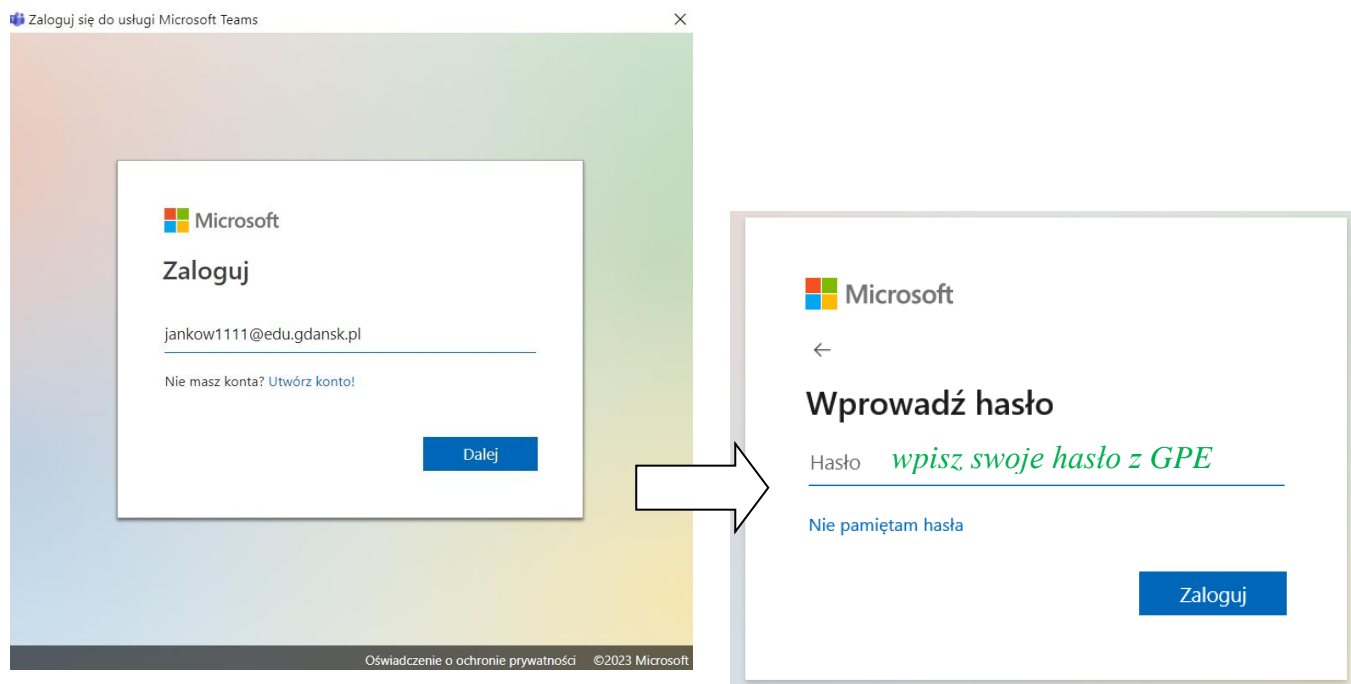 Zaloguj się do usługi Microsoft Teams
Microsoft
Zaloguj
jankow1111@edu.gdansk.pl
Nie masz konta? Utwórz konto!
Dalej
Oświadczenie o ochronie prywatności ©2023 Microsoft
Microsoft
Wprowadź hasło
Hasło wpisz swoje hasło z GPE
Nie pamiętam hasła
Zaloguj